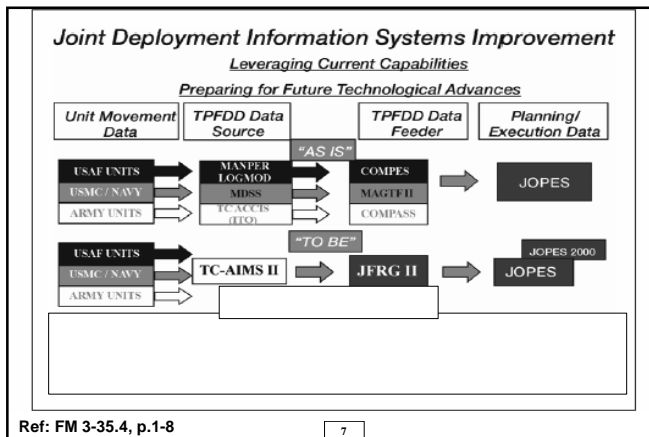 Joint Deployment Information Systems Improvement
Leveraging Current Capabilities
Preparing for Future Technological Advances
Unit Movement Data
TPFDD Data Source
TPFDD Data Feeder
Planning/ Execution Data
"AS IS"
USAF UNITS
MANPER LOGMOD
COMPES
USMC / NAVY
MDSS
MAGTF II
JOPES
ARMY UNITS
TC ACCIS (ITO)
COMPASS
"TO BE"
USAF UNITS
JOPES 2000
USMC / NAVY
TC-AIMS II
JFRG II
JOPES
ARMY UNITS
Ref: FM 3-35.4, p.1-8
7